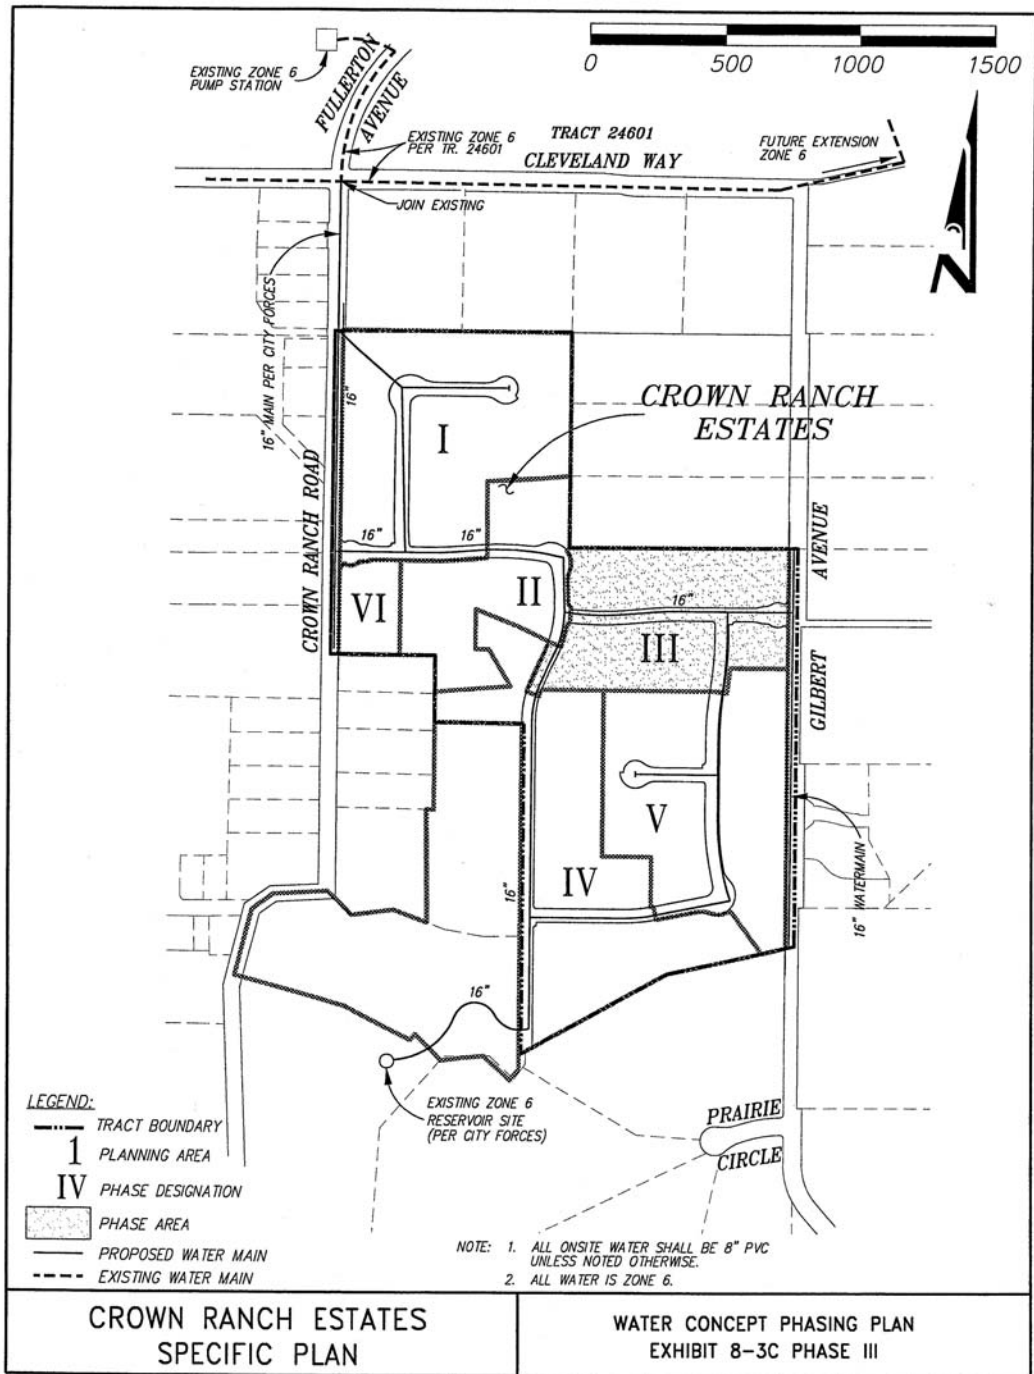 0 500 1000 1500
EXISTING ZONE 6
PUMP STATION
FULLERTON
AVENUE
EXISTING ZONE 6
PER TR. 24601
TRACT 24601
CLEVELAND WAY
FUTURE EXTENSION
ZONE 6
JOIN EXISTING
N
16" MAIN PER CITY FORCES
16"
CROWN RANCH
ESTATES
I
CROWN RANCH ROAD
16"
16"
AVENUE
VI
II
16"
III
GILBERT
V
IV
16"
16" WATERMAIN
16"
EXISTING ZONE 6
RESERVOIR SITE
(PER CITY FORCES)
PRAIRIE
CIRCLE
LEGEND:
TRACT BOUNDARY
1 PLANNING AREA
IV PHASE DESIGNATION
PHASE AREA
PROPOSED WATER MAIN
EXISTING WATER MAIN
NOTE: 1. ALL ONSITE WATER SHALL BE 8" PVC
UNLESS NOTED OTHERWISE.
2. ALL WATER IS ZONE 6.
CROWN RANCH ESTATES
SPECIFIC PLAN
WATER CONCEPT PHASING PLAN
EXHIBIT 8-3C PHASE III